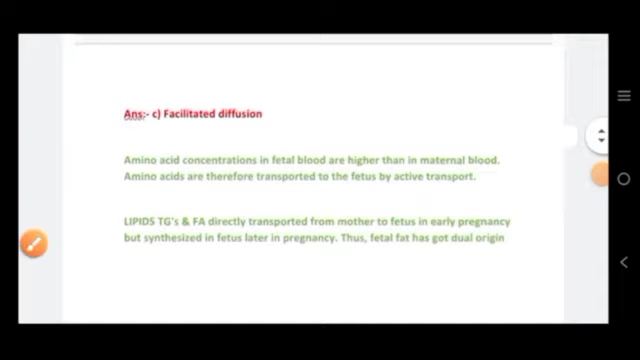 Ans:- c) Facilitated diffusion
Amino acid concentrations in fetal blood are higher than in maternal blood.
Amino acids are therefore transported to the fetus by active transport.
LIPIDS TG's & FA directly transported from mother to fetus in early pregnancy
but synthesized in fetus later in pregnancy. Thus, fetal fat has got dual origin